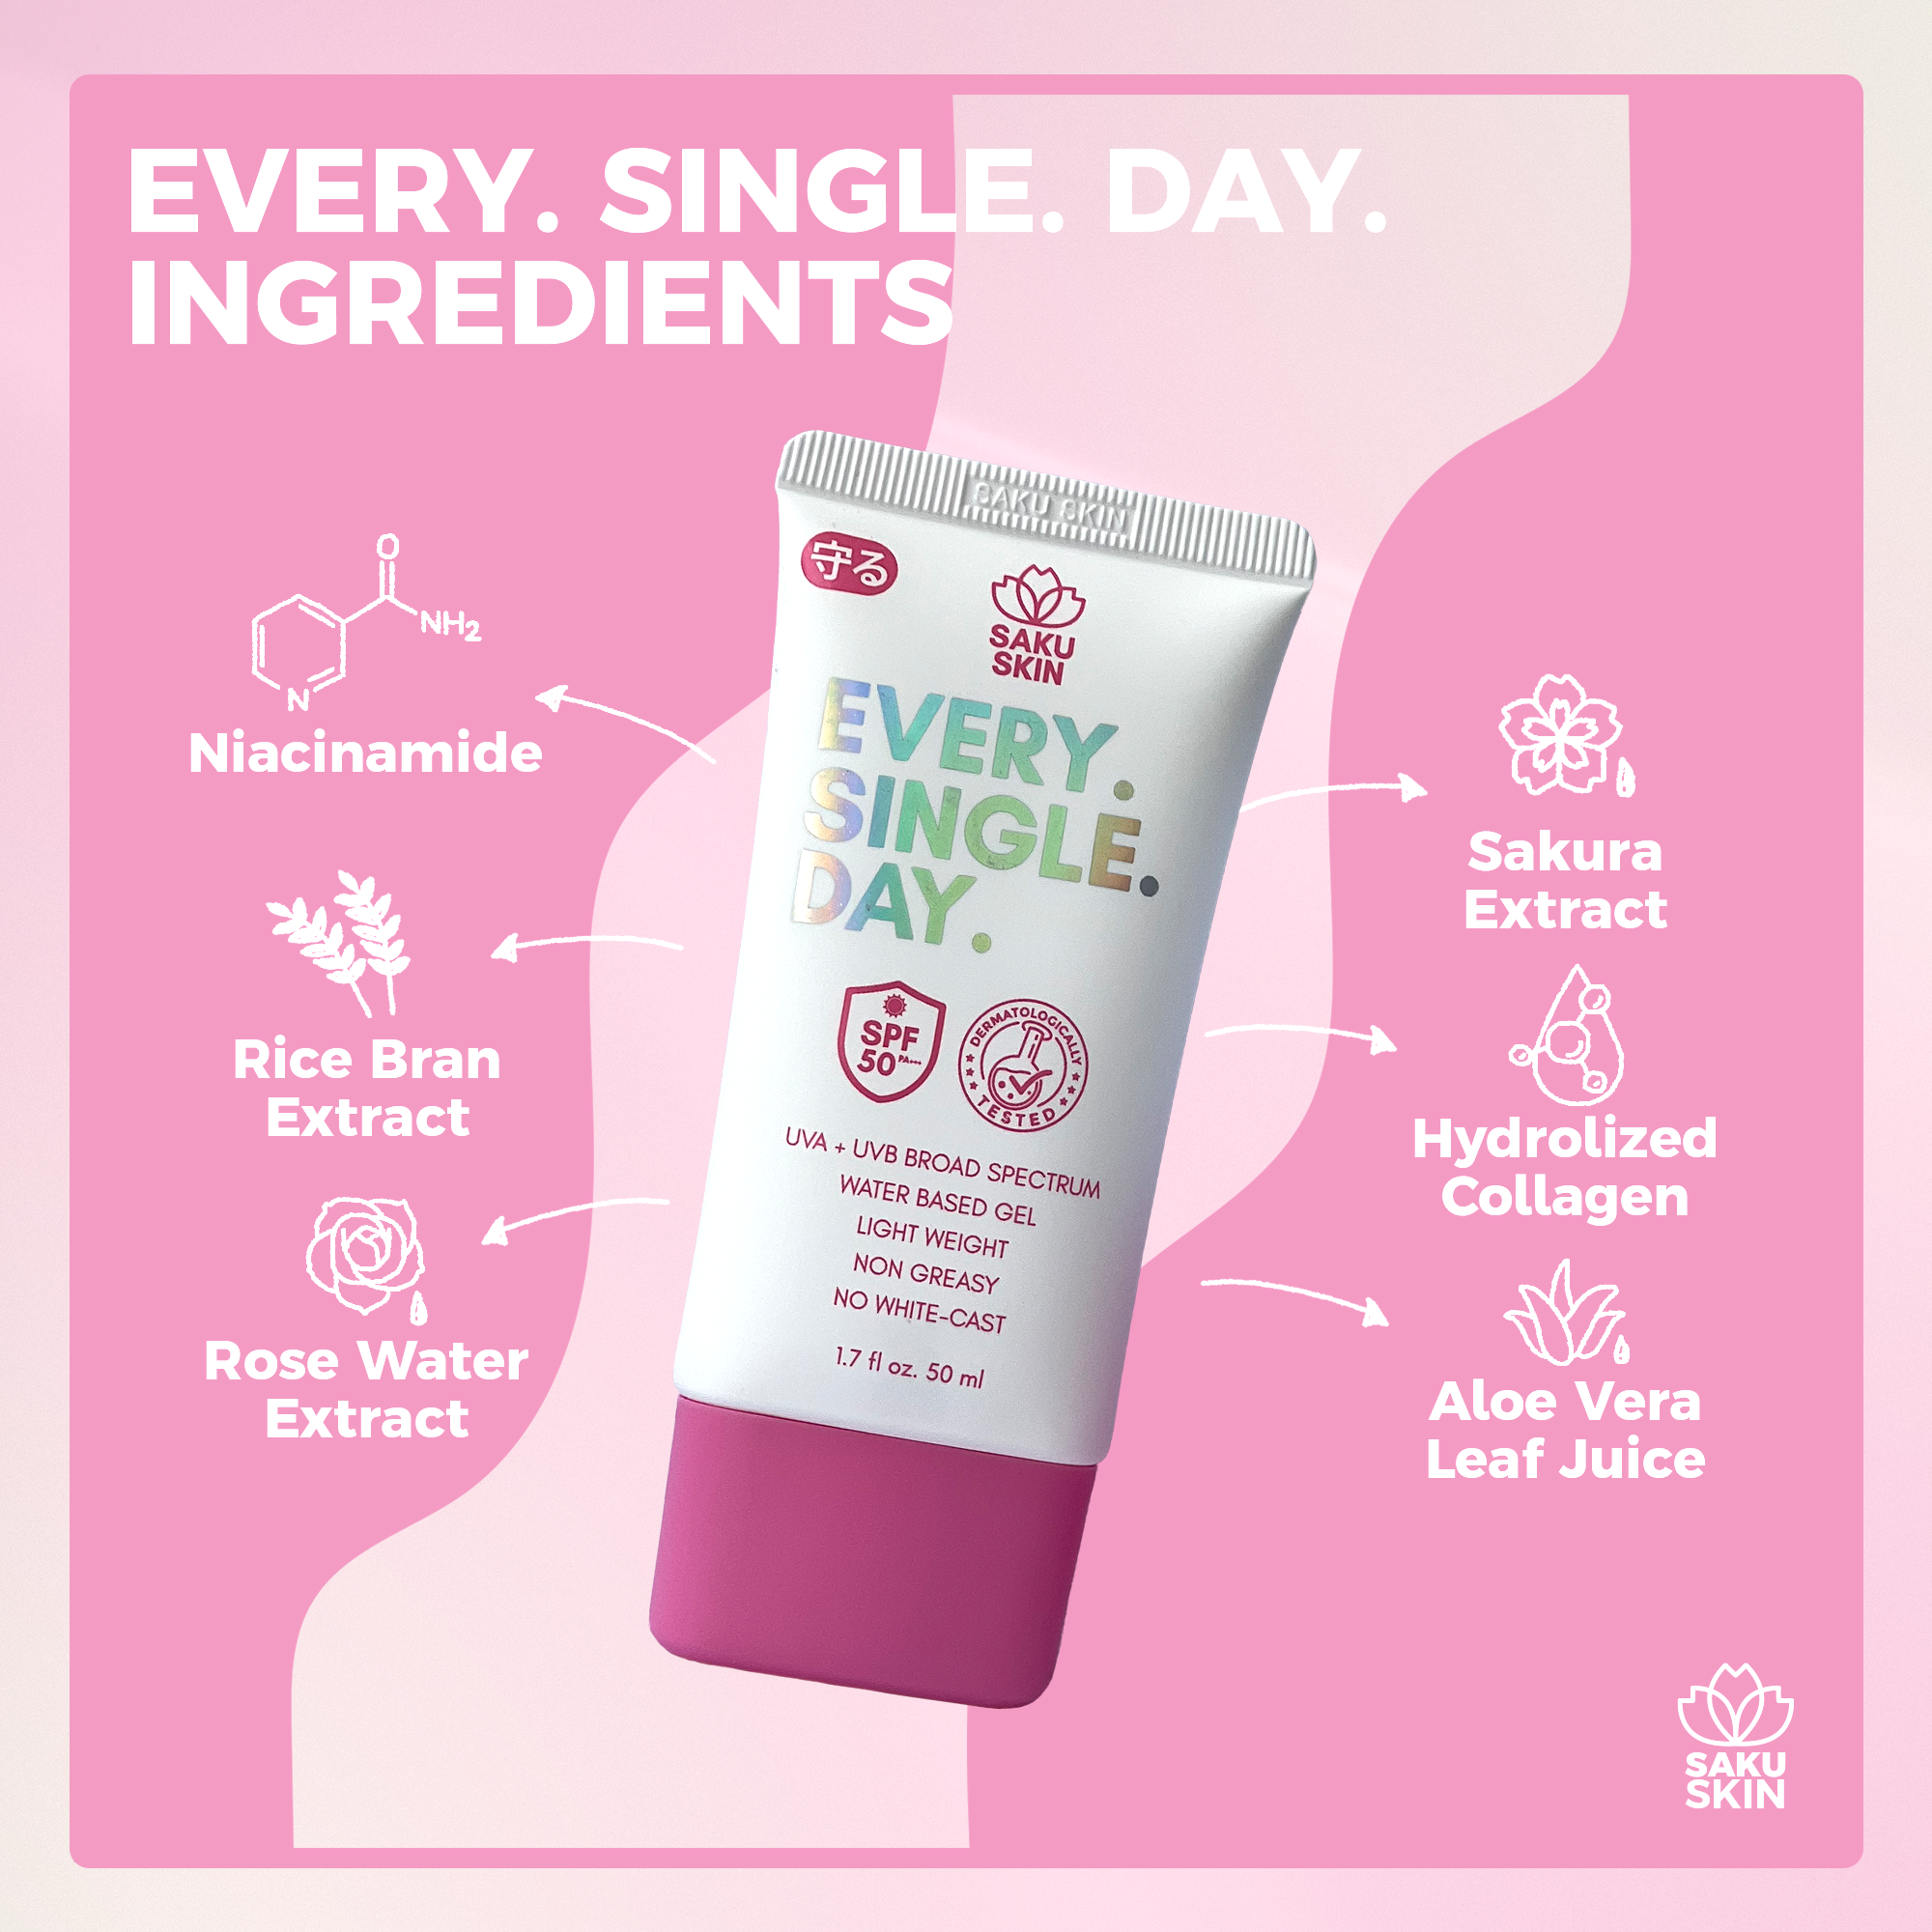 EVERY. SINGLE. DAY.
INGREDIENTS
SAKU SKIN
守る
SAKU
SKIN
EVERY.
SINGLE.
DAY.
SPF
50 PA+++
DERMATOLOGICALLY
TESTED
UVA + UVB BROAD SPECTRUM
WATER BASED GEL
LIGHT WEIGHT
NON GREASY
NO WHITE-CAST
1.7 fl oz. 50 ml
O
NH2
N
Niacinamide
Rice Bran
Extract
Rose Water
Extract
Sakura
Extract
Hydrolized
Collagen
Aloe Vera
Leaf Juice
SAKU
SKIN